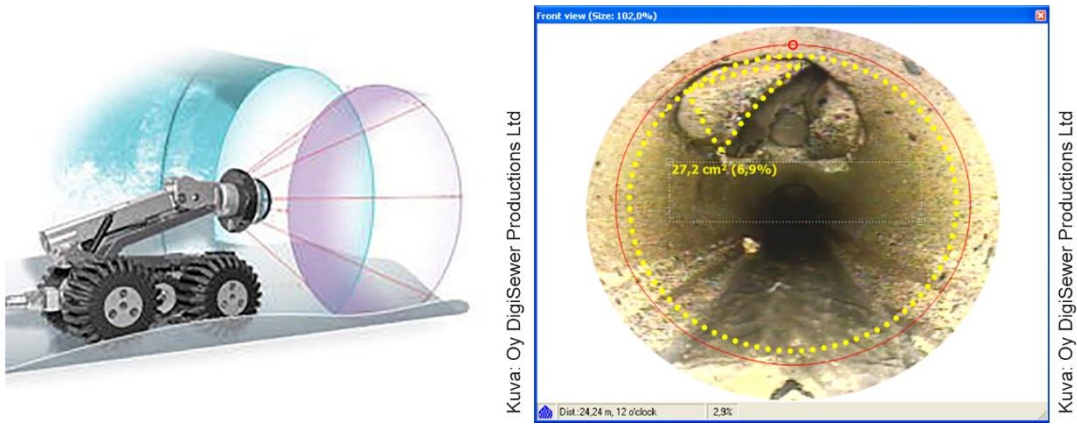 Kuva: Oy DigiSewer Productions Ltd
Front view (Size: 102,0%)
27,2 cm² (6,9%)
Dist.:24,24 m, 12 o'clock
2,9%
Kuva: Oy DigiSewer Productions Ltd